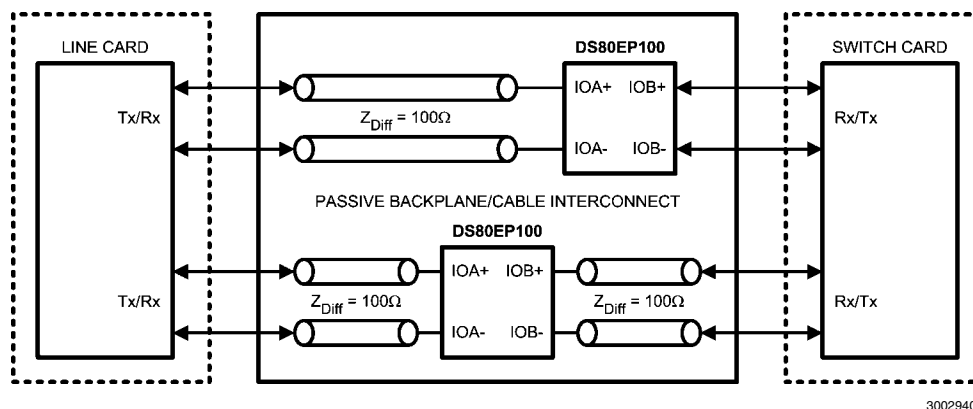 LINE CARD
DS80EP100
SWITCH CARD
IOA+ IOB+
Tx/Rx
Z_Diff = 100Ω
Rx/Tx
IOA- IOB-
PASSIVE BACKPLANE/CABLE INTERCONNECT
DS80EP100
IOA+ IOB+
Tx/Rx
Z_Diff = 100Ω
Z_Diff = 100Ω
Rx/Tx
IOA- IOB-